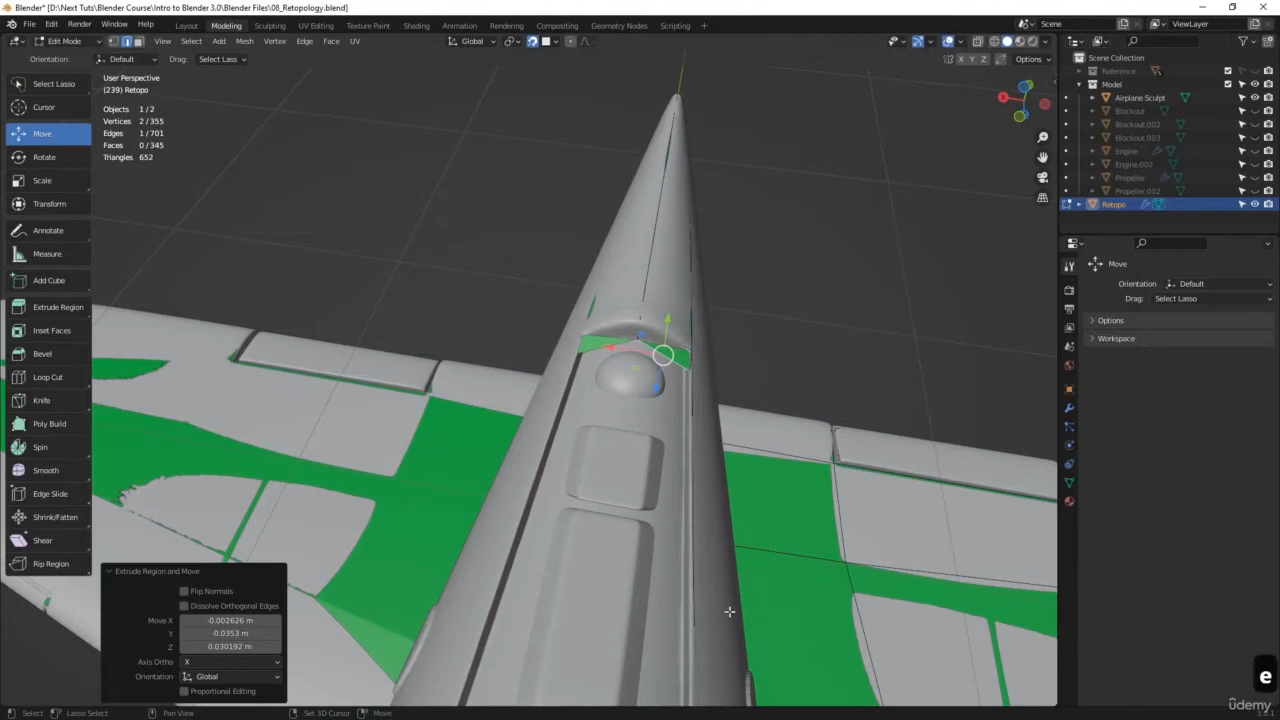 Blender* [D:\Next Tuts\Blender Course\Intro to Blender 3.0\Blender Files\08_Retopology.blend]
File Edit Render Window Help Layout Modeling Sculpting UV Editing Texture Paint Shading Animation Rendering Compositing Geometry Nodes Scripting + Scene ViewLayer
Edit Mode View Select Add Mesh Vertex Edge Face UV Global
Orientation: Default Drag: Select Lasso X Y Z Options
User Perspective
(239) Retopo
Objects 1/2
Vertices 2/355
Edges 1/701
Faces 0/345
Triangles 652
Select Lasso
Cursor
Move
Rotate
Scale
Transform
Annotate
Measure
Add Cube
Extrude Region
Inset Faces
Bevel
Loop Cut
Knife
Poly Build
Spin
Smooth
Edge Slide
Shrink/Fatten
Shear
Rip Region
Extrude Region and Move
Flip Normals
Dissolve Orthogonal Edges
Move X -0.002626 m
Y -0.0353 m
Z 0.030192 m
Axis Ortho X
Orientation Global
Proportional Editing
Scene Collection
Reference
Model
Airplane Sculpt
Blockout
Blockout.002
Blockout.003
Engine
Engine.002
Propeller
Propeller.002
Retopo
Move
Orientation Default
Drag: Select Lasso
Options
Workspace
e
ûdemy
Select Lasso Select Pan View Set 3D Cursor Move 3.0.1